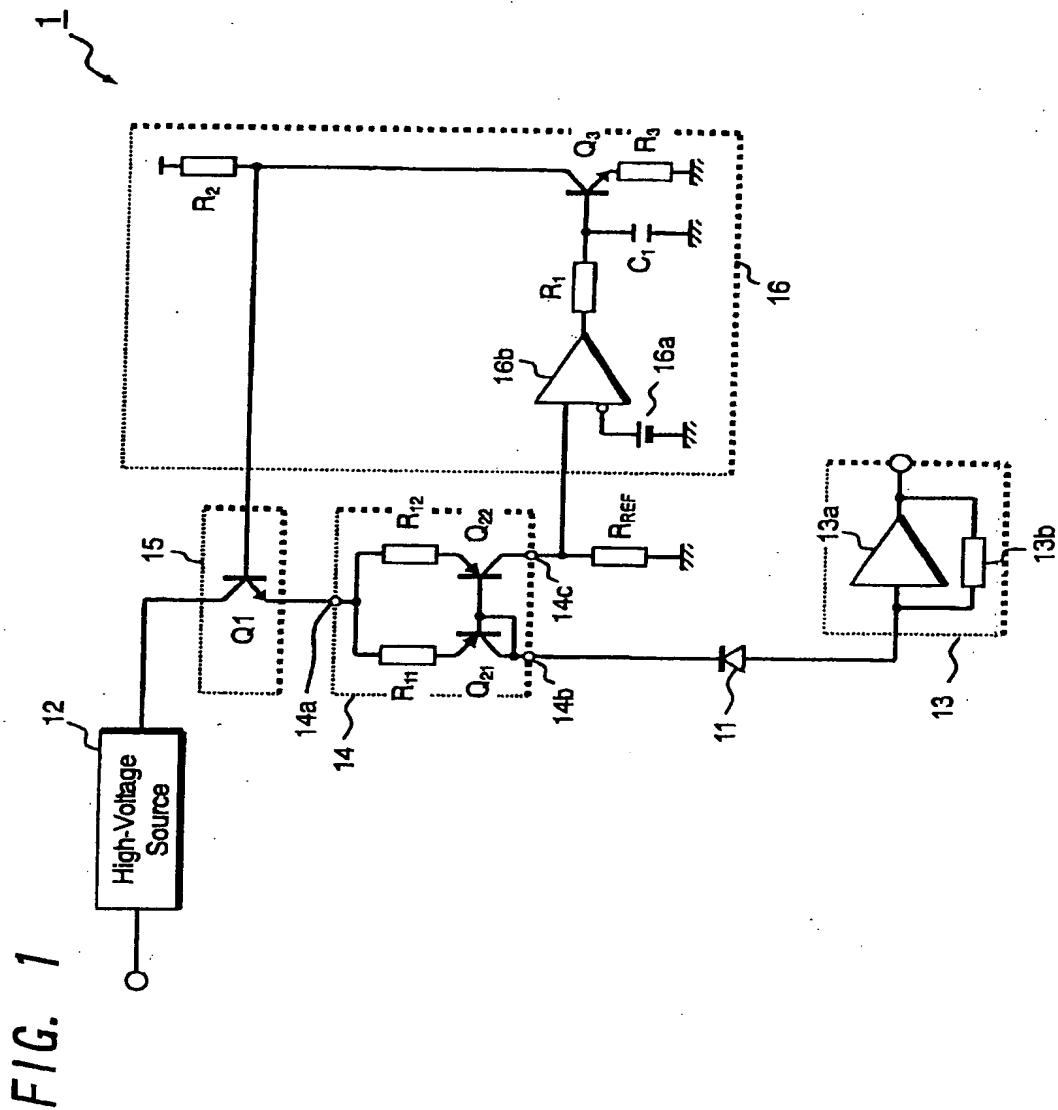 FIG. 1
1
12
High-Voltage
Source
15
Q1
R2
Q3
R3
C1
R1
16b
16a
16
14a
14
R11
R12
Q21
Q22
14b
14c
RREF
11
13a
13b
13